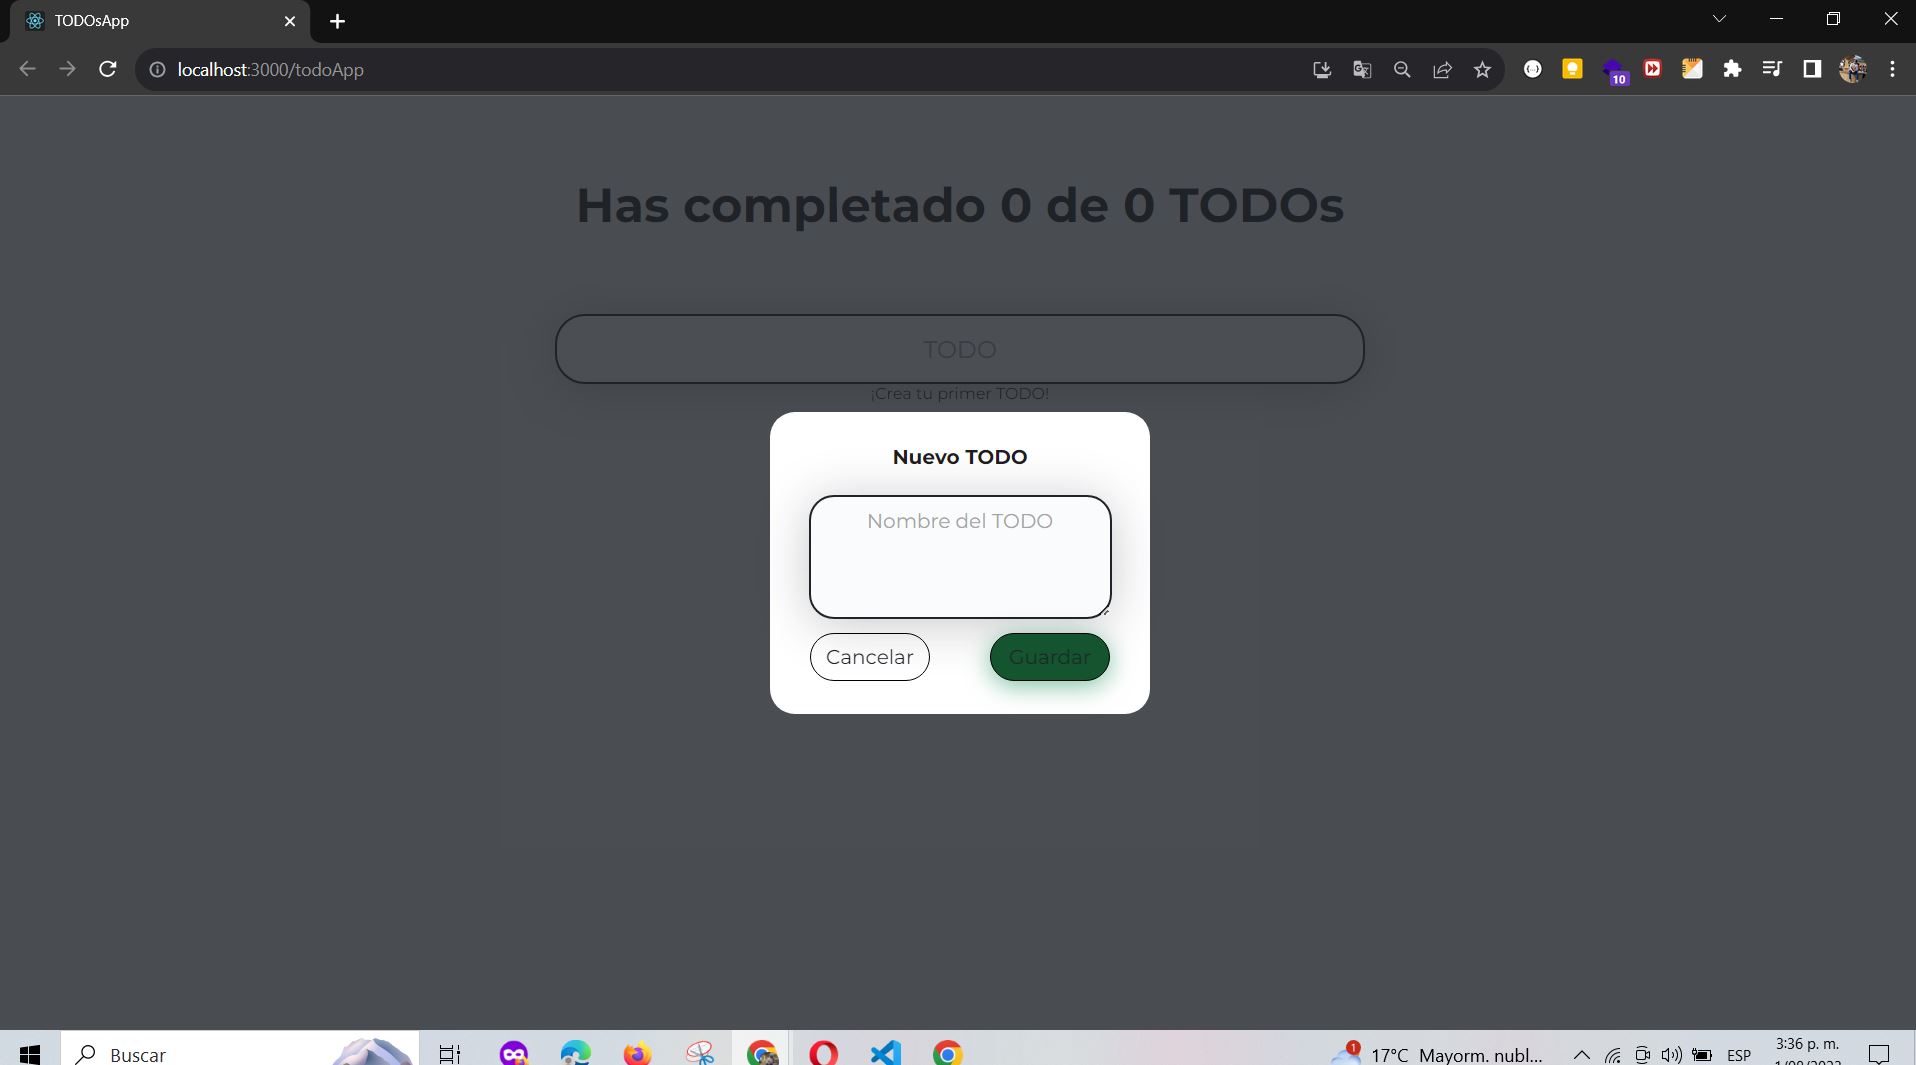 TODOsApp
localhost:3000/todoApp
10
Has completado 0 de 0 TODOs
TODO
¡Crea tu primer TODO!
Nuevo TODO
Nombre del TODO
Cancelar
Guardar
Buscar
1
17°C Mayorm. nubl...
ESP
3:36 p. m.